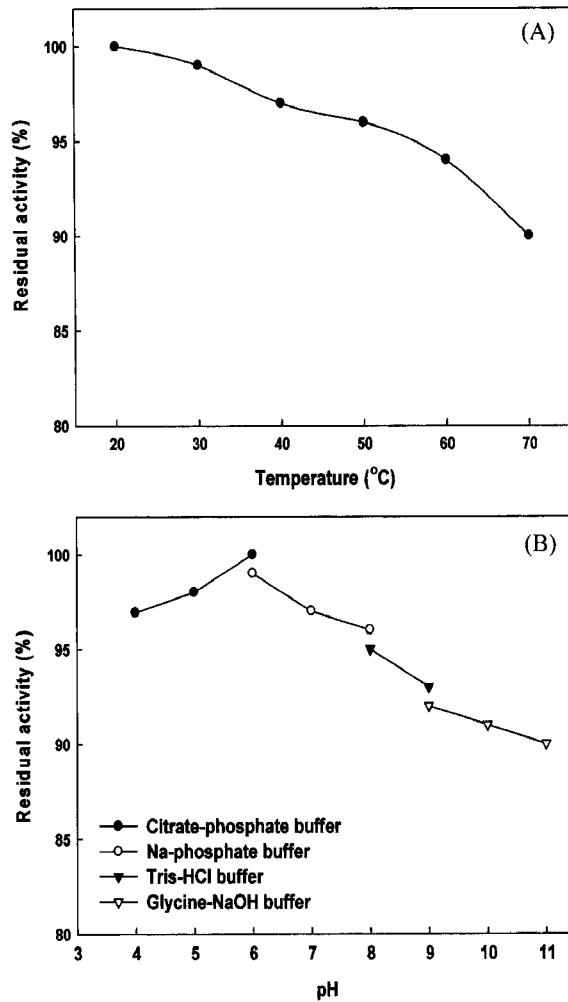 (A)
100
95
90
85
80
Residual activity (%)
20 30 40 50 60 70
Temperature (°C)
(B)
100
95
90
85
80
Residual activity (%)
Citrate-phosphate buffer
Na-phosphate buffer
Tris-HCl buffer
Glycine-NaOH buffer
3 4 5 6 7 8 9 10 11
pH